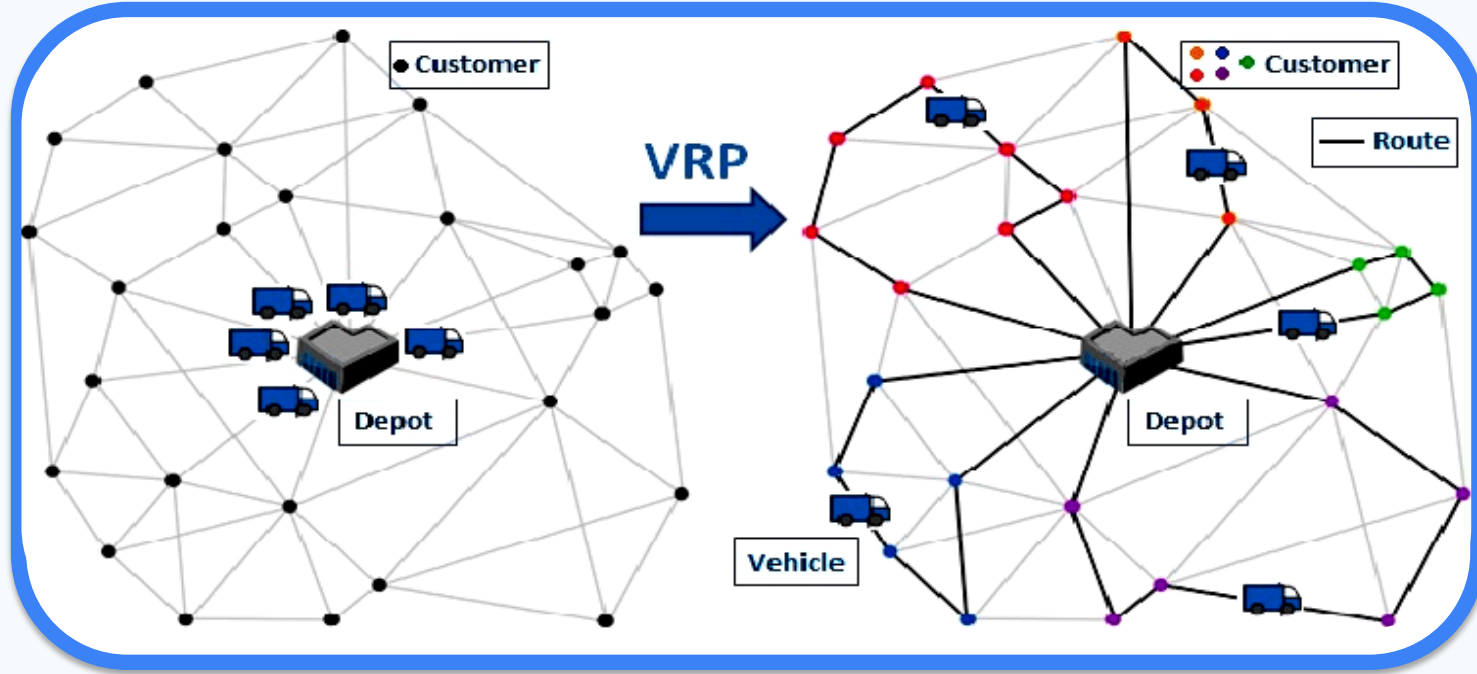 Customer
Customer
Route
VRP
Depot
Depot
Vehicle